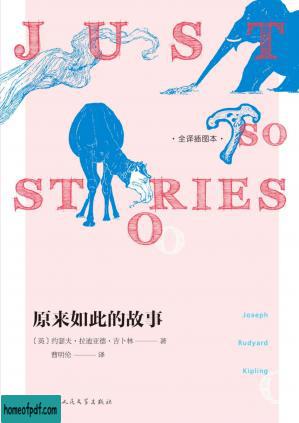 JUST
·全译插图本·
SO
STORIES
原来如此的故事
[英]约瑟夫·拉迪亚德·吉卜林——著
曹明伦——译
Joseph
Rudyard
Kipling
人民文学出版社
homeofpdf.com